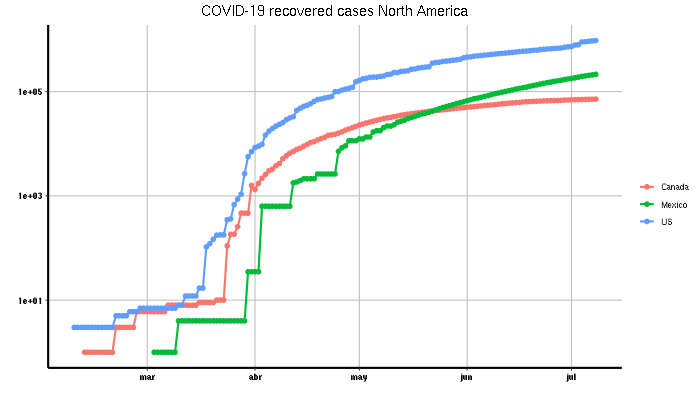 COVID-19 recovered cases North America
1e+05
1e+03
1e+01
mar
abr
may
jun
jul
Canada
Mexico
US